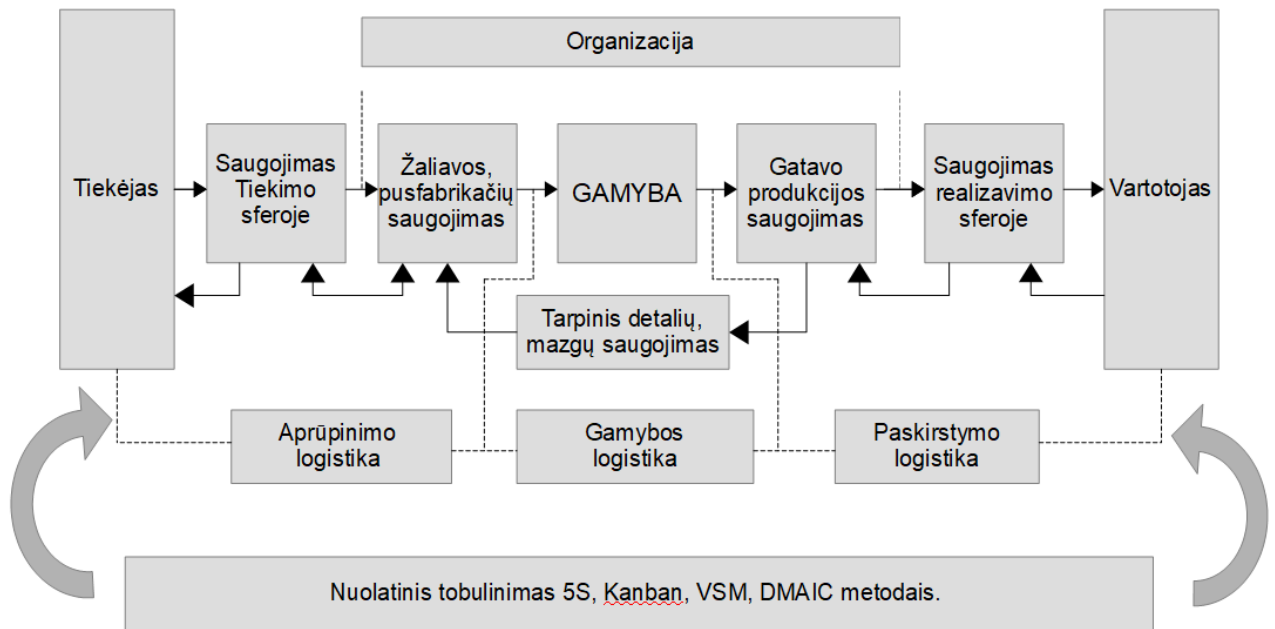 Organizacija
Tiekėjas
Saugojimas
Tiekimo
sferoje
Žaliavos,
pusfabrikačių
saugojimas
GAMYBA
Gatavo
produkcijos
saugojimas
Saugojimas
realizavimo
sferoje
Vartotojas
Tarpinis detalių,
mazgų saugojimas
Aprūpinimo
logistika
Gamybos
logistika
Paskirstymo
logistika
Nuolatinis tobulinimas 5S, Kanban, VSM, DMAIC metodais.